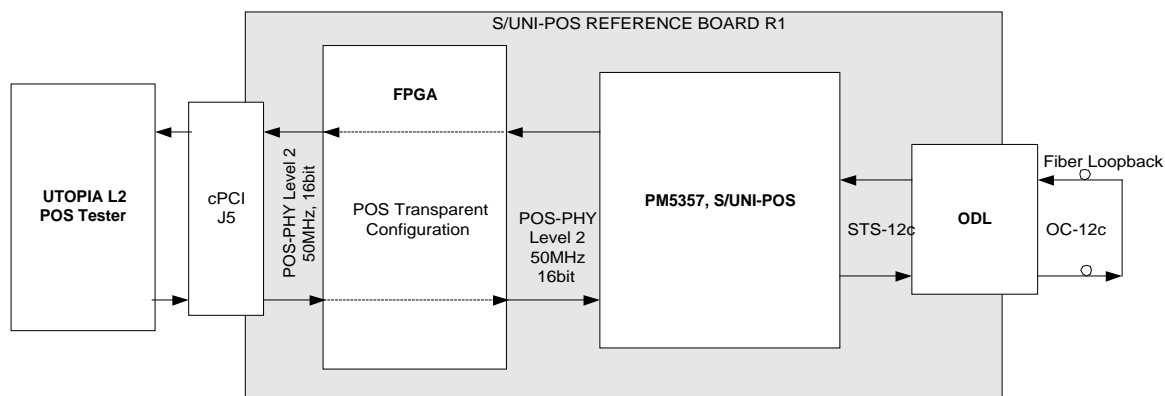 S/UNI-POS REFERENCE BOARD R1
UTOPIA L2
POS Tester
cPCI
J5
POS-PHY Level 2
50MHz, 16bit
FPGA
POS Transparent
Configuration
POS-PHY
Level 2
50MHz
16bit
PM5357, S/UNI-POS
STS-12c
ODL
Fiber Loopback
OC-12c